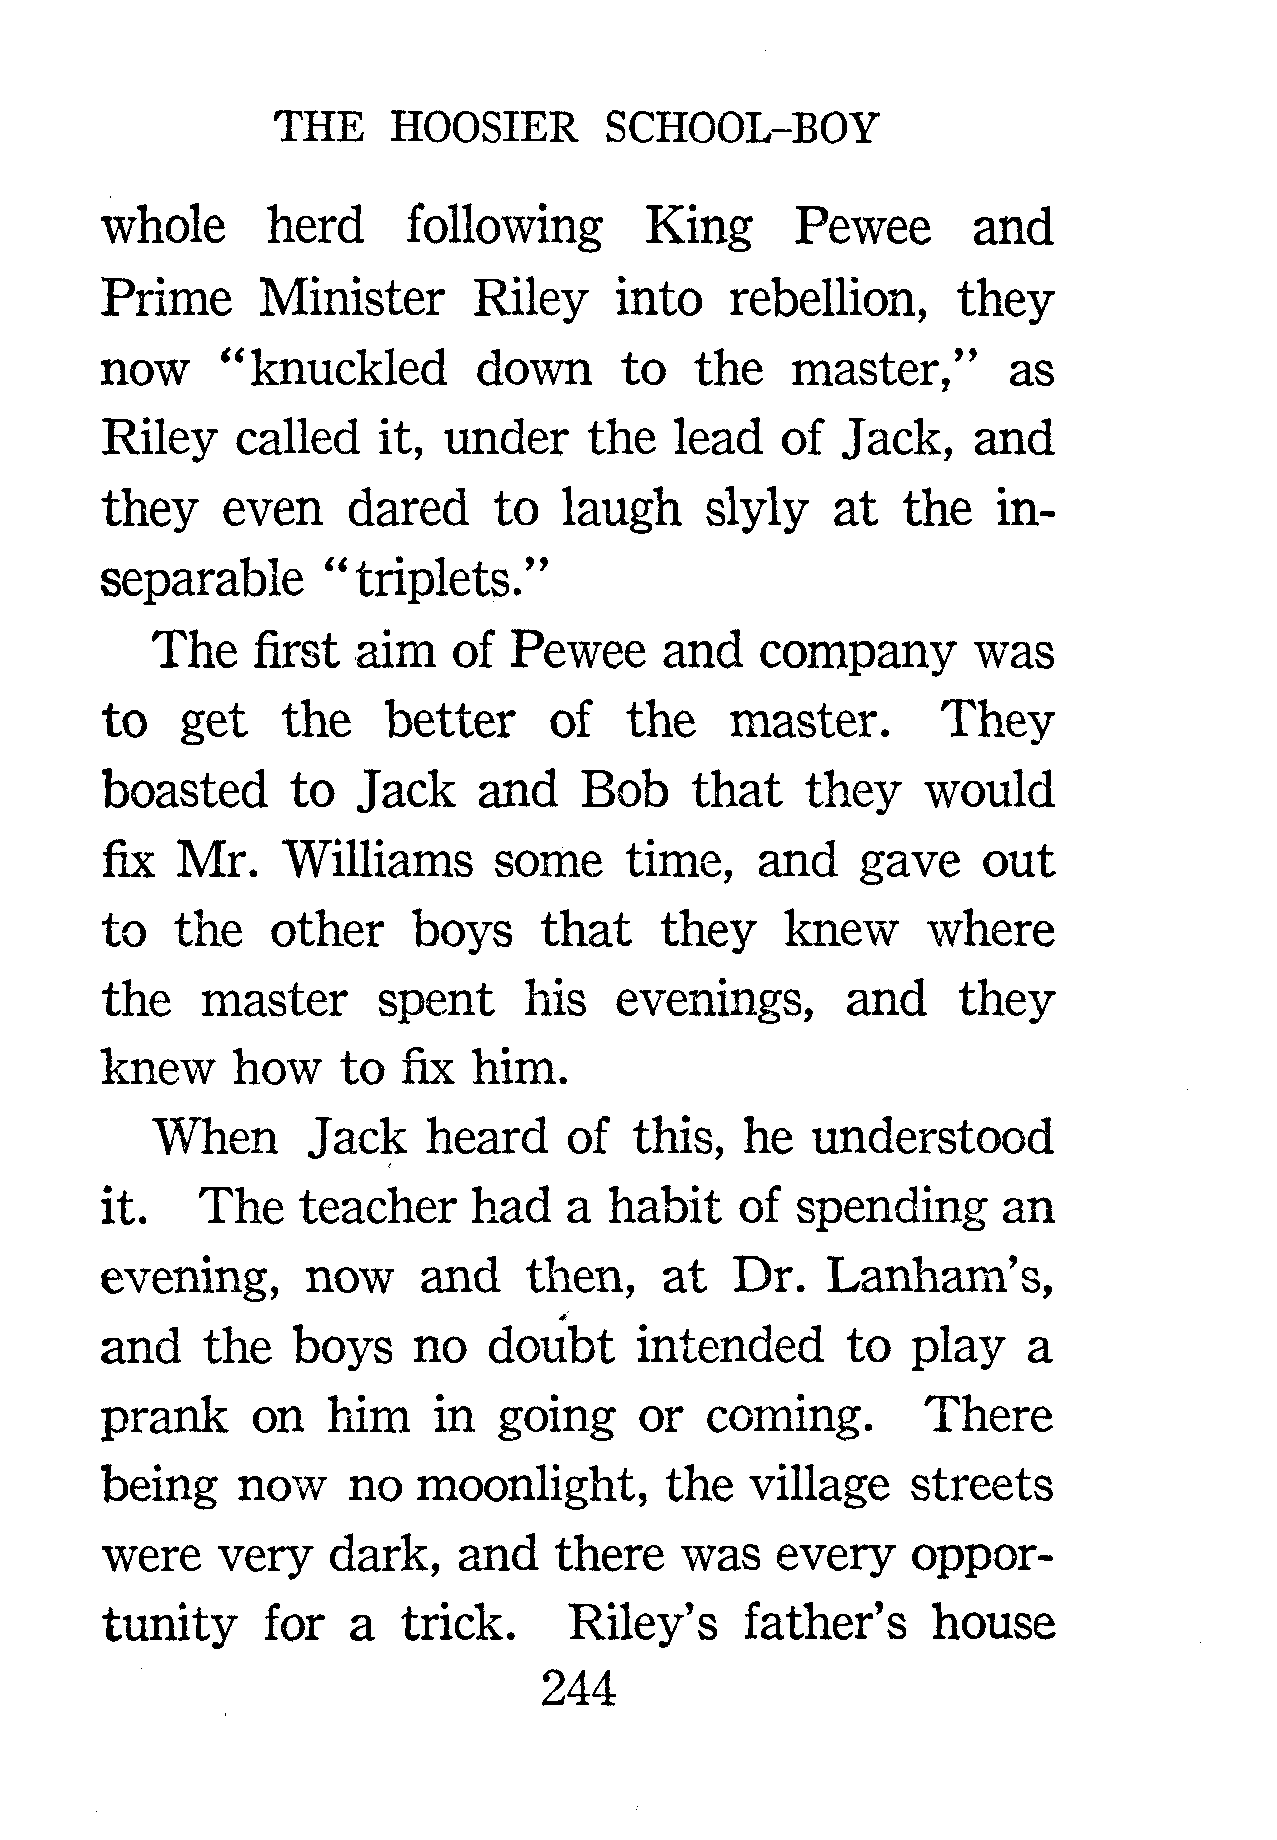 THE HOOSIER SCHOOL-BOY
whole herd following King Pewee and
Prime Minister Riley into rebellion, they
now "knuckled down to the master," as
Riley called it, under the lead of Jack, and
they even dared to laugh slyly at the in-
separable "triplets."
The first aim of Pewee and company was
to get the better of the master. They
boasted to Jack and Bob that they would
fix Mr. Williams some time, and gave out
to the other boys that they knew where
the master spent his evenings, and they
knew how to fix him.
When Jack heard of this, he understood
it. The teacher had a habit of spending an
evening, now and then, at Dr. Lanham's,
and the boys no doubt intended to play a
prank on him in going or coming. There
being now no moonlight, the village streets
were very dark, and there was every oppor-
tunity for a trick. Riley's father's house
244